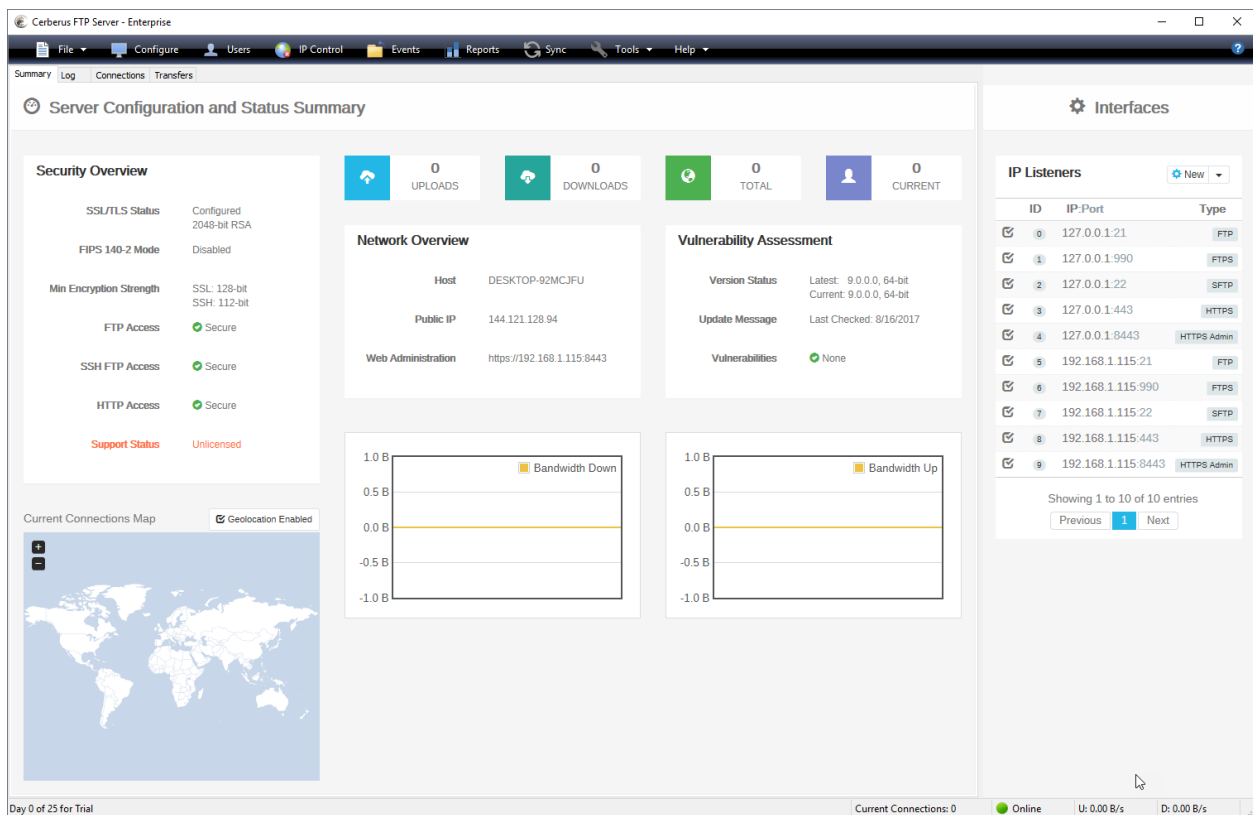 Cerberus FTP Server - Enterprise
File Configure Users IP Control Events Reports Sync Tools Help ?
Summary Log Connections Transfers
Server Configuration and Status Summary
Security Overview
SSL/TLS Status Configured
2048-bit RSA
FIPS 140-2 Mode Disabled
Min Encryption Strength SSL: 128-bit
SSH: 112-bit
FTP Access Secure
SSH FTP Access Secure
HTTP Access Secure
Support Status Unlicensed
Current Connections Map Geolocation Enabled
+
−
0
UPLOADS
0
DOWNLOADS
0
TOTAL
0
CURRENT
Network Overview
Host DESKTOP-92MCJFU
Public IP 144.121.128.94
Web Administration https://192.168.1.115:8443
Vulnerability Assessment
Version Status Latest: 9.0.0.0, 64-bit
Current: 9.0.0.0, 64-bit
Update Message Last Checked: 8/16/2017
Vulnerabilities None
1.0 B
0.5 B
0.0 B
-0.5 B
-1.0 B
Bandwidth Down
1.0 B
0.5 B
0.0 B
-0.5 B
-1.0 B
Bandwidth Up
Interfaces
IP Listeners New
ID IP:Port Type
0 127.0.0.1:21 FTP
1 127.0.0.1:990 FTPS
2 127.0.0.1:22 SFTP
3 127.0.0.1:443 HTTPS
4 127.0.0.1:8443 HTTPS Admin
5 192.168.1.115:21 FTP
6 192.168.1.115:990 FTPS
7 192.168.1.115:22 SFTP
8 192.168.1.115:443 HTTPS
9 192.168.1.115:8443 HTTPS Admin
Showing 1 to 10 of 10 entries
Previous 1 Next
Day 0 of 25 for Trial Current Connections: 0 Online U: 0.00 B/s D: 0.00 B/s